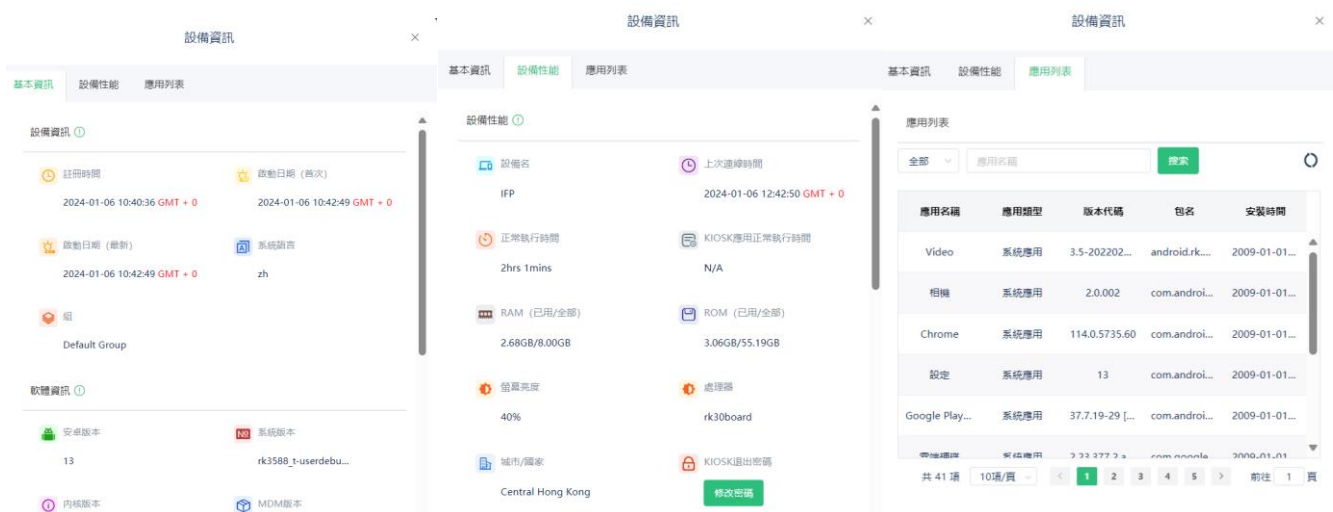 設備資訊
基本資訊 設備性能 應用列表
設備資訊
註冊時間
2024-01-06 10:40:36 GMT + 0
啟動日期 (首次)
2024-01-06 10:42:49 GMT + 0
啟動日期 (最新)
2024-01-06 10:42:49 GMT + 0
系統語言
zh
組
Default Group
軟體資訊
安卓版本
13
系統版本
rk3588_t-userdebu...
內核版本
MDM版本
設備資訊
基本資訊 設備性能 應用列表
設備性能
設備名
IFP
上次連線時間
2024-01-06 12:42:50 GMT + 0
正常執行時間
2hrs 1mins
KIOSK應用正常執行時間
N/A
RAM (已用/全部)
2.68GB/8.00GB
ROM (已用/全部)
3.06GB/55.19GB
螢幕亮度
40%
處理器
rk30board
城市/國家
Central Hong Kong
KIOSK退出密碼
修改密碼
設備資訊
基本資訊 設備性能 應用列表
應用列表
全部 應用名稱 搜索
應用名稱 應用類型 版本代碼 包名 安裝時間
Video 系統應用 3.5-202202... android.rk.... 2009-01-01...
相機 系統應用 2.0.002 com.androi... 2009-01-01...
Chrome 系統應用 114.0.5735.60 com.androi... 2009-01-01...
設定 系統應用 13 com.androi... 2009-01-01...
Google Play... 系統應用 37.7.19-29 [... com.androi... 2009-01-01...
系統應用 2.23.377.2.a com.google 2009-01-01
共 41 項 10項/頁 1 2 3 4 5 前往 1 頁